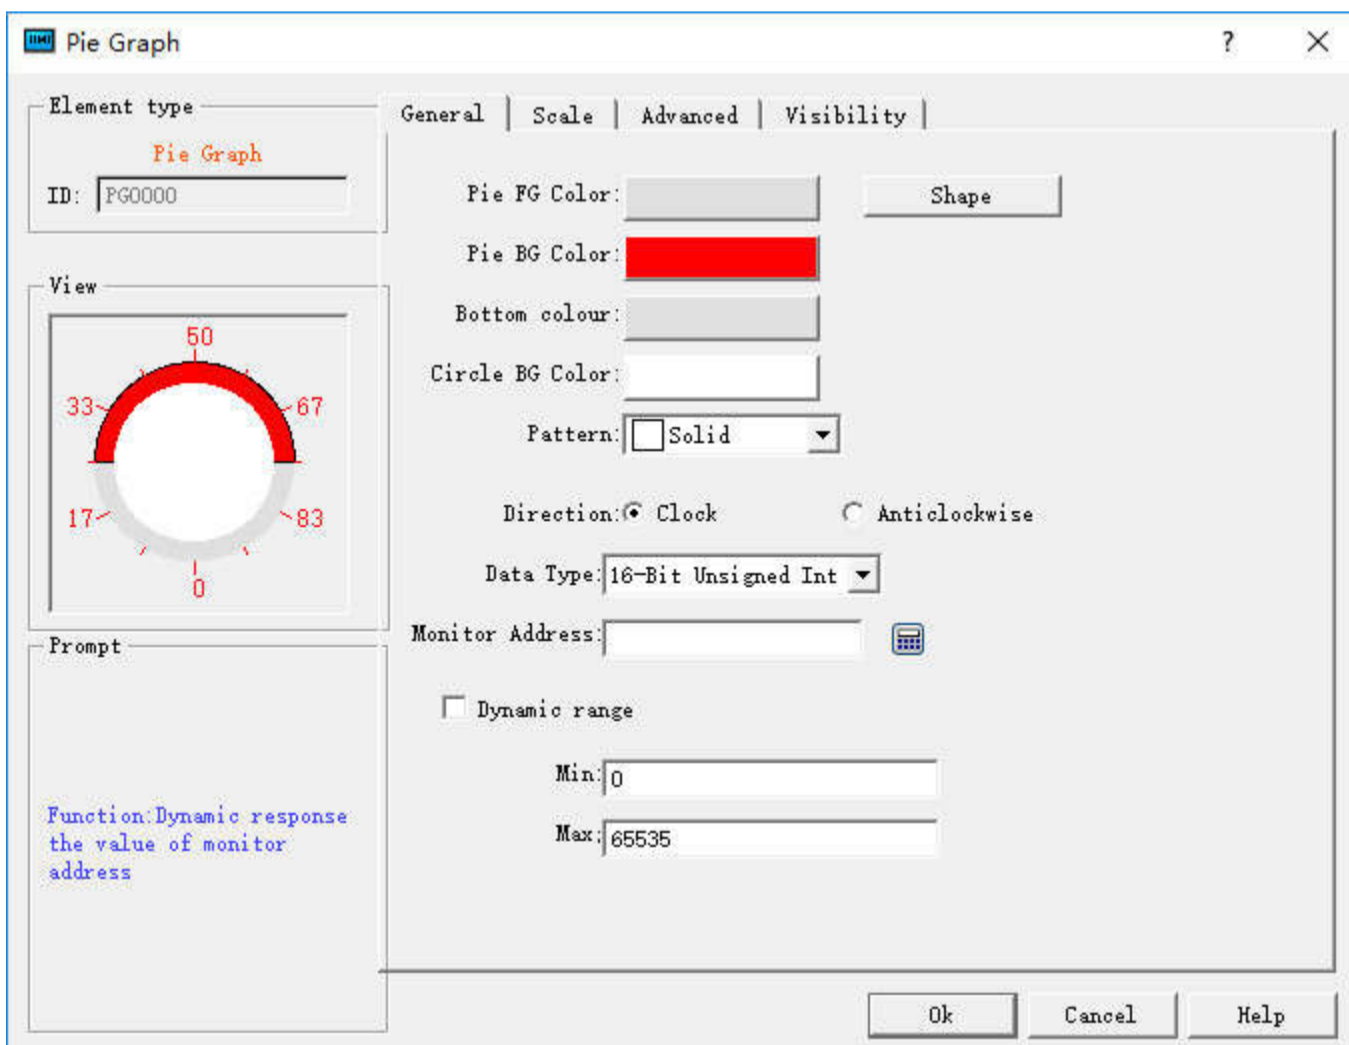 Pie Graph
Element type
Pie Graph
ID: PG0000
View
50
33
67
17
83
0
Prompt
Function:Dynamic response
the value of monitor
address
General Scale Advanced Visibility
Pie FG Color: Shape
Pie BG Color:
Bottom colour:
Circle BG Color:
Pattern: Solid
Direction: Clock Anticlockwise
Data Type: 16-Bit Unsigned Int
Monitor Address:
Dynamic range
Min: 0
Max: 65535
Ok Cancel Help